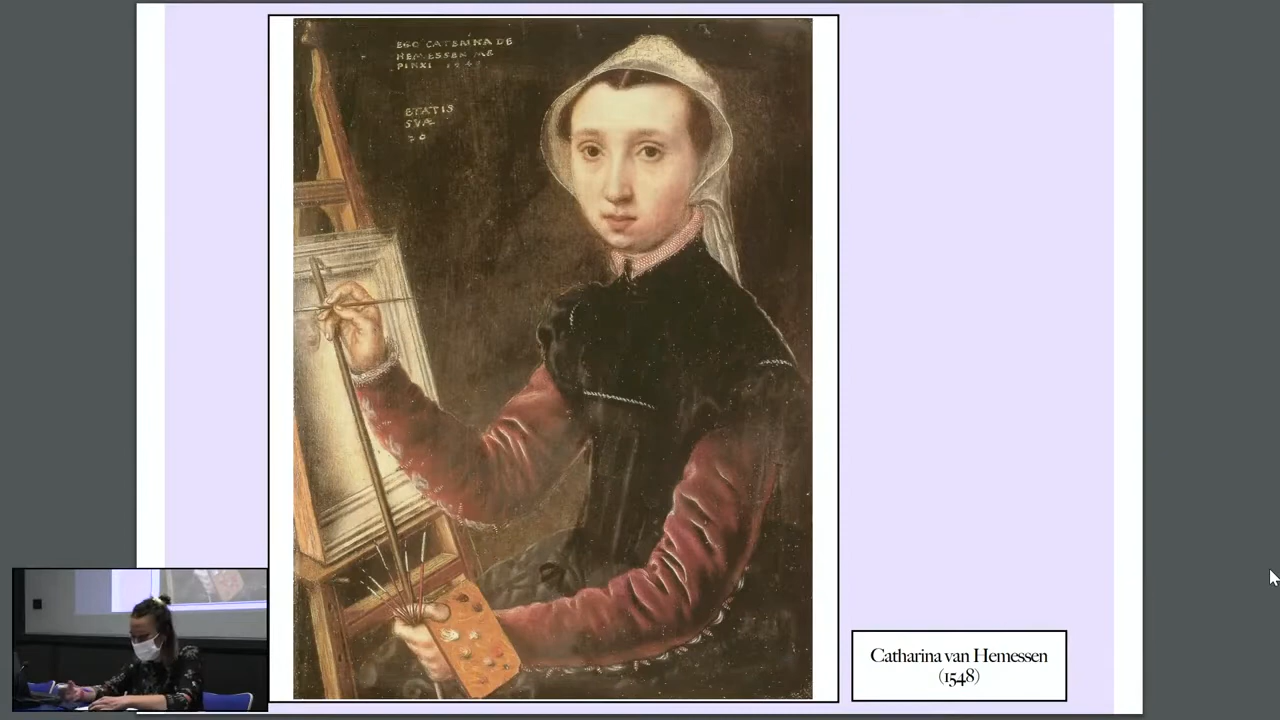 EGO CATERINA DE
HEMESSEN ME
PINXI 1548
ETATIS
SVÆ
20
Catharina van Hemessen
(1548)